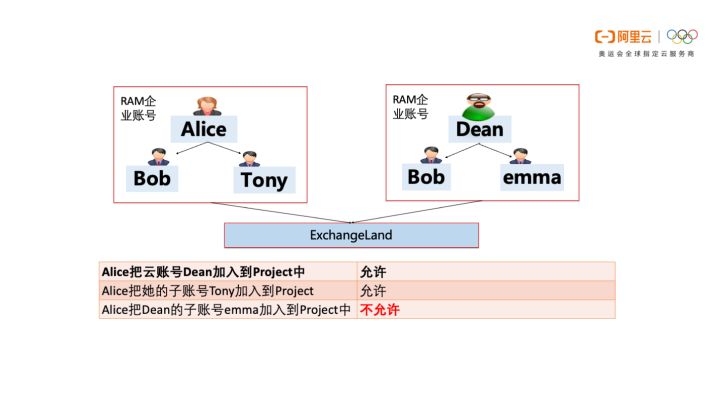 阿里云
奥运会全球指定云服务商
RAM企
业账号
Alice
Bob
Tony
RAM企
业账号
Dean
Bob
emma
ExchangeLand
Alice把云账号Dean加入到Project中 允许
Alice把她的子账号Tony加入到Project 允许
Alice把Dean的子账号emma加入到Project中 不允许